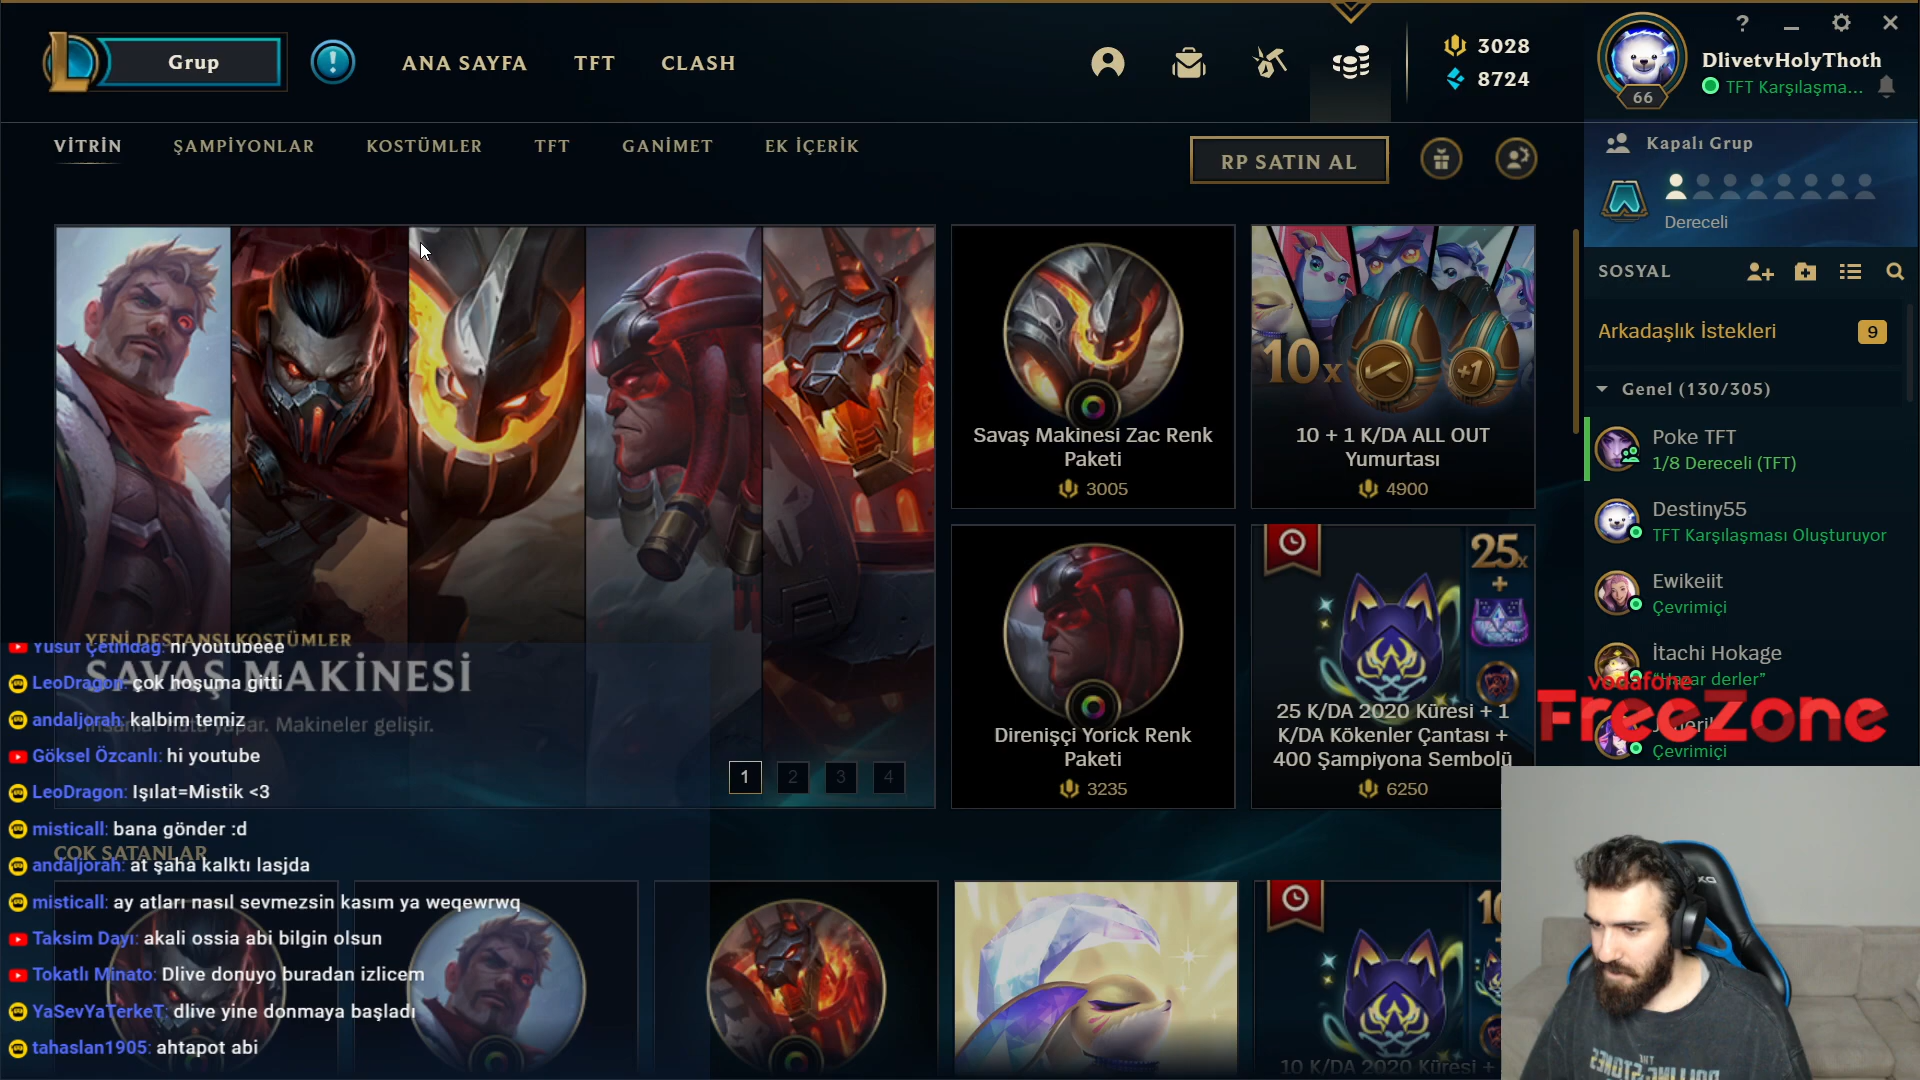 Grup
ANA SAYFA
TFT
CLASH
3028
8724
?
DlivetvHolyThoth
TFT Karşılaşma...
66
VİTRİN
ŞAMPİYONLAR
KOSTÜMLER
TFT
GANİMET
EK İÇERİK
RP SATIN AL
Kapalı Grup
Dereceli
SOSYAL
Arkadaşlık İstekleri
9
Genel (130/305)
Poke TFT
1/8 Dereceli (TFT)
Destiny55
TFT Karşılaşması Oluşturuyor
Ewikeiit
Çevrimiçi
İtachi Hokage
"Hazar derler"
Çevrimiçi
vodafone
FreeZone
Savaş Makinesi Zac Renk
Paketi
3005
10x
+1
10 + 1 K/DA ALL OUT
Yumurtası
4900
Direnişçi Yorick Renk
Paketi
3235
25x
+
25 K/DA 2020 Küresi + 1
K/DA Kökenler Çantası +
400 Şampiyona Sembolü
6250
YENİ DESTANSI KOSTÜMLER
SAVAŞ MAKİNESİ
İnsanlar hata yapar. Makineler gelişir.
1
2
3
4
ÇOK SATANLAR
Yusuf Çetindağ: hi youtubeee
LeoDragon: çok hoşuma gitti
andaljorah: kalbim temiz
Göksel Özcanlı: hi youtube
LeoDragon: Işılat=Mistik <3
misticall: bana gönder :d
andaljorah: at şaha kalktı lasjda
misticall: ay atları nasıl sevmezsin kasım ya weqewrwq
Taksim Dayı: akali ossia abi bilgin olsun
Tokatlı Minato: Dlive donuyo buradan izlicem
YaSevYaTerkeT: dlive yine donmaya başladı
tahaslan1905: ahtapot abi
10 K/DA 2020 Küresi +